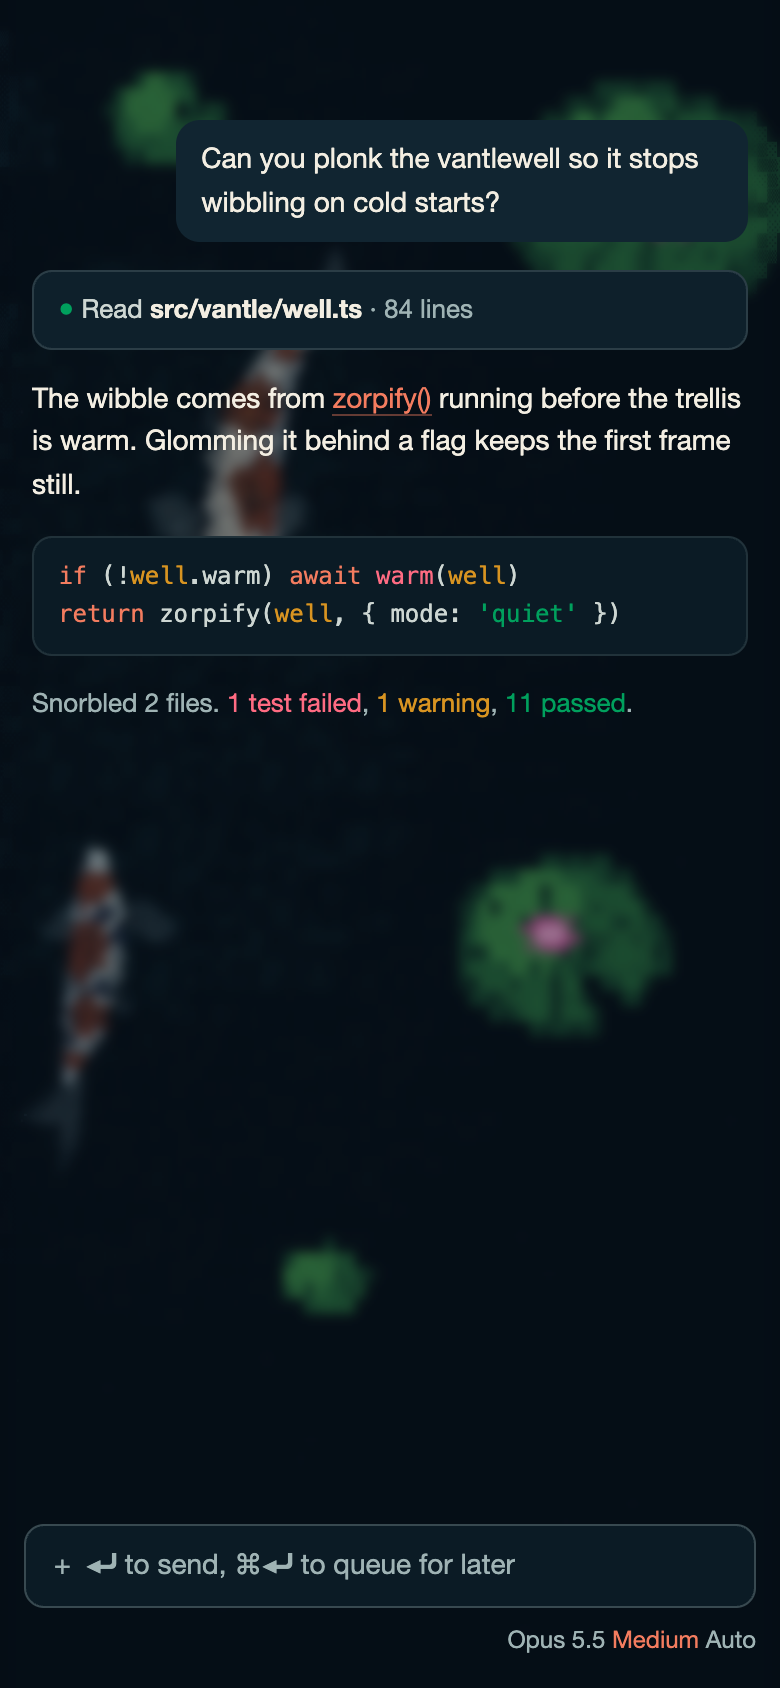 Can you plonk the vantlewell so it stops
wibbling on cold starts?
Read src/vantle/well.ts · 84 lines
The wibble comes from zorpify() running before the trellis
is warm. Glomming it behind a flag keeps the first frame
still.
if (!well.warm) await warm(well)
return zorpify(well, { mode: 'quiet' })
Snorbled 2 files. 1 test failed, 1 warning, 11 passed.
+ ↵ to send, ⌘↵ to queue for later
Opus 5.5 Medium Auto